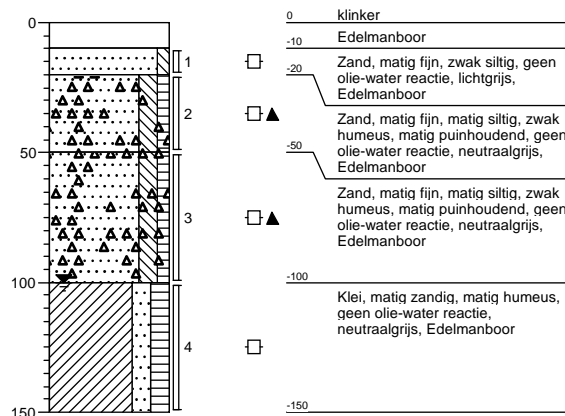 0
50
100
150
1
2
3
4
0
klinker
-10
Edelmanboor
Zand, matig fijn, zwak siltig, geen
olie-water reactie, lichtgrijs,
Edelmanboor
-20
Zand, matig fijn, matig siltig, zwak
humeus, matig puinhoudend, geen
olie-water reactie, neutraalgrijs,
Edelmanboor
-50
Zand, matig fijn, matig siltig, zwak
humeus, matig puinhoudend, geen
olie-water reactie, neutraalgrijs,
Edelmanboor
-100
Klei, matig zandig, matig humeus,
geen olie-water reactie,
neutraalgrijs, Edelmanboor
-150